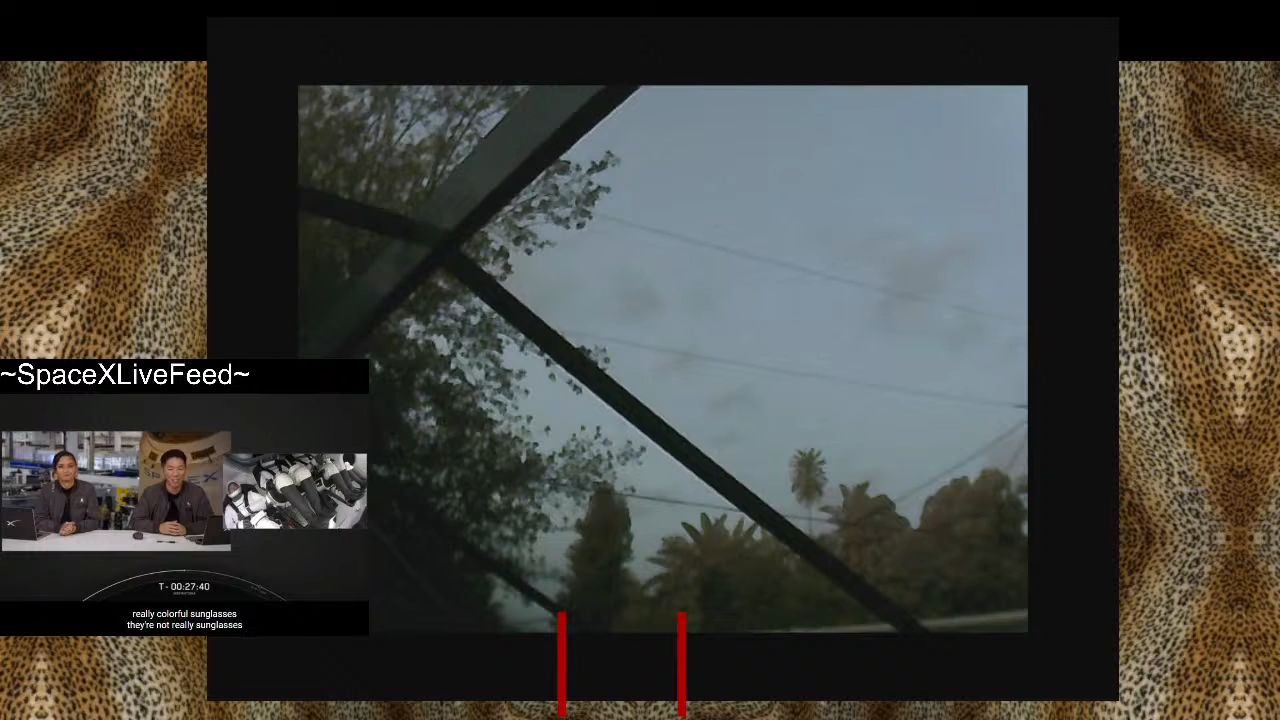 ~SpaceXLiveFeed~
T - 00:27:40
really colorful sunglasses
they're not really sunglasses